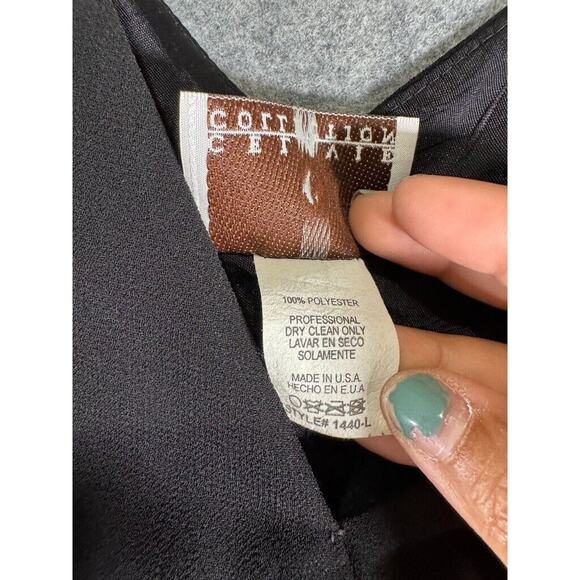 100% POLYESTER
PROFESSIONAL
DRY CLEAN ONLY
LAVAR EN SECO
SOLAMENTE
MADE IN U.S.A.
HECHO EN E.U.A
STYLE# 1440-L